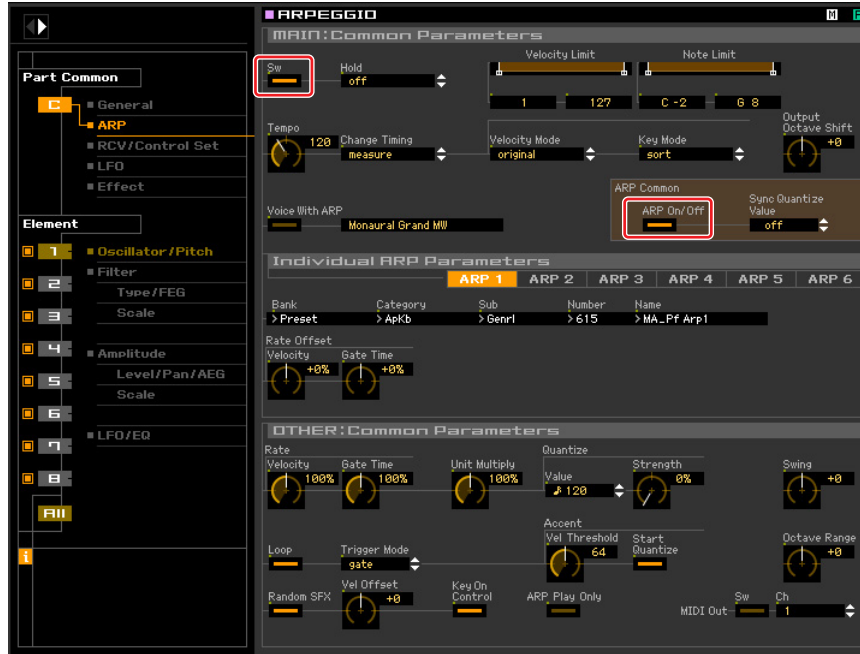 ARPEGGIO
M
MAIN:Common Parameters
Velocity Limit Note Limit
Sw Hold
off
1 127 C -2 G 8
Output
Octave Shift
Tempo
120 Change Timing Velocity Mode Key Mode +0
measure original sort
ARP Common
Sync Quantize
ARP On/Off Value
off
Voice With ARP
Monaural Grand MW
Individual ARP Parameters
ARP 1 ARP 2 ARP 3 ARP 4 ARP 5 ARP 6
Bank Category Sub Number Name
>Preset >ApKb >Genrl >615 >MA_Pf Arp1
Rate Offset
Velocity Gate Time
+0% +0%
OTHER:Common Parameters
Rate Quantize
Velocity Gate Time Unit Multiply Value Strength Swing
100% 100% 100% 120 0% +0
Accent
Vel Threshold Start Quantize Octave Range
64 +0
Loop Trigger Mode
gate
Random SFX Vel Offset Key On Control ARP Play Only
+0
MIDI Out Sw Ch
1
Part Common
C
General
ARP
RCV/Control Set
LFO
Effect
Element
1 Oscillator/Pitch
2 Filter
Type/FEG
3 Scale
4 Amplitude
Level/Pan/AEG
5 Scale
6
7 LFO/EQ
8
All
i